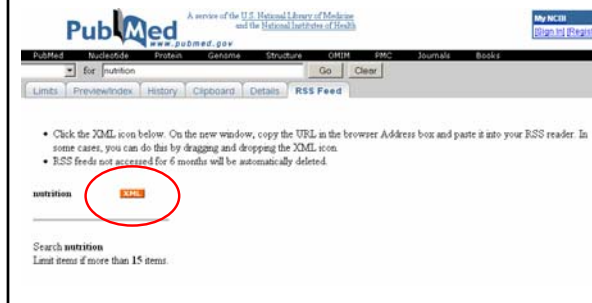 PubMed
www.pubmed.gov
A service of the U.S. National Library of Medicine
and the National Institutes of Health
My NCBI
[Sign In] [Regist
PubMed Nucleotide Protein Genome Structure OMIM PMC Journals Books
for nutrition Go Clear
Limits Preview/Index History Clipboard Details RSS Feed
• Click the XML icon below. On the new window, copy the URL in the browser Address box and paste it into your RSS reader. In
some cases, you can do this by dragging and dropping the XML icon.
• RSS feeds not accessed for 6 months will be automatically deleted.
nutrition XML
Search nutrition
Limit items if more than 15 items.